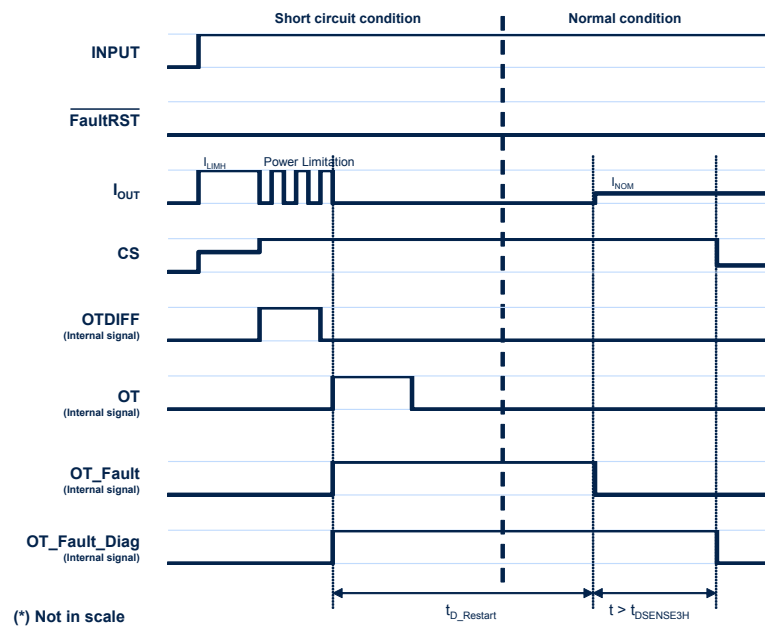 Short circuit condition
Normal condition
INPUT
FaultRST
I_LIMH
Power Limitation
I_OUT
I_NOM
CS
OTDIFF
(Internal signal)
OT
(Internal signal)
OT_Fault
(Internal signal)
OT_Fault_Diag
(Internal signal)
t_D_Restart
t > t_DSENSE3H
(*) Not in scale